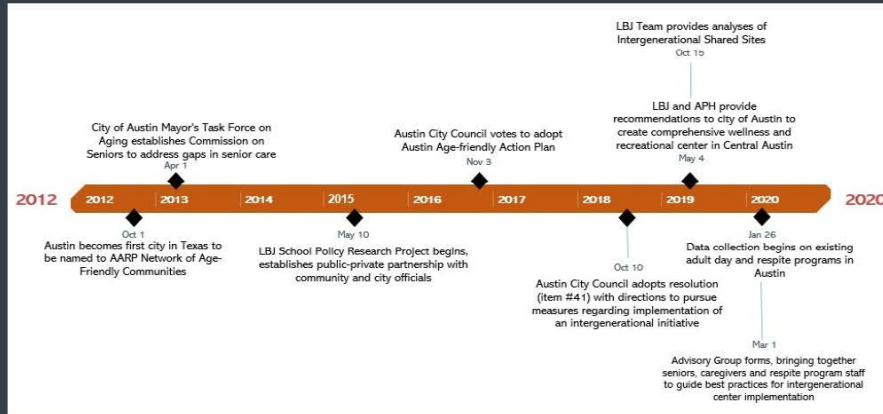 LBJ Team provides analyses of
Intergenerational Shared Sites
Oct 15
City of Austin Mayor's Task Force on
Aging establishes Commission on
Seniors to address gaps in senior care
Apr 1
Austin City Council votes to adopt
Austin Age-friendly Action Plan
Nov 3
LBJ and APH provide
recommendations to city of Austin to
create comprehensive wellness and
recreational center in Central Austin
May 4
2012 2012 2013 2014 2015 2016 2017 2018 2019 2020 2020
Oct 1
Austin becomes first city in Texas to
be named to AARP Network of Age-
Friendly Communities
May 10
LBJ School Policy Research Project begins,
establishes public-private partnership with
community and city officials
Oct 10
Austin City Council adopts resolution
(item #41) with directions to pursue
measures regarding implementation of
an intergenerational initiative
Jan 26
Data collection begins on existing
adult day and respite programs in
Austin
Mar 1
Advisory Group forms, bringing together
seniors, caregivers and respite program staff
to guide best practices for intergenerational
center implementation